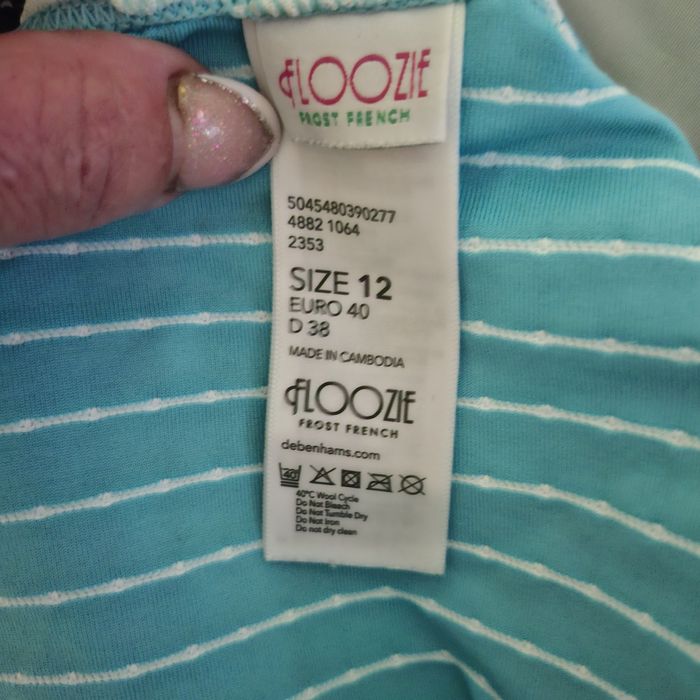 FLOOZIE
FROST FRENCH
5045480390277
4882 1064
2353
SIZE 12
EURO 40
D 38
MADE IN CAMBODIA
FLOOZIE
FROST FRENCH
debenhams.com
40°
40°C Wool Cycle
Do Not Bleach
Do Not Tumble Dry
Do Not Iron
Do not dry clean